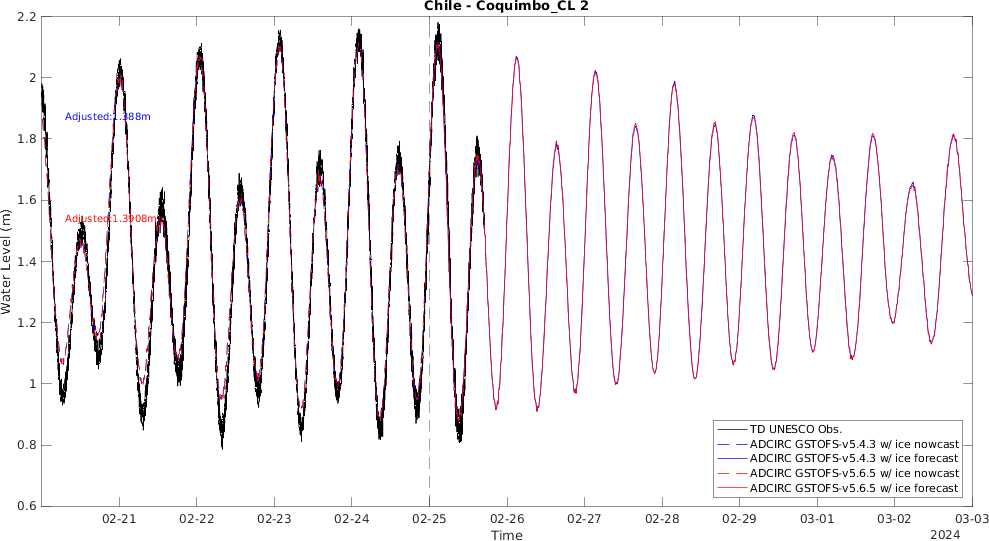 Chile - Coquimbo_CL 2
Water Level (m)
2.2
2
1.8
1.6
1.4
1.2
1
0.8
0.6
Adjusted:1.388m
Adjusted:1.3908m
TD UNESCO Obs.
ADCIRC GSTOFS-v5.4.3 w/ ice nowcast
ADCIRC GSTOFS-v5.4.3 w/ ice forecast
ADCIRC GSTOFS-v5.6.5 w/ ice nowcast
ADCIRC GSTOFS-v5.6.5 w/ ice forecast
02-21 02-22 02-23 02-24 02-25 02-26 02-27 02-28 02-29 03-01 03-02 03-03
Time
2024